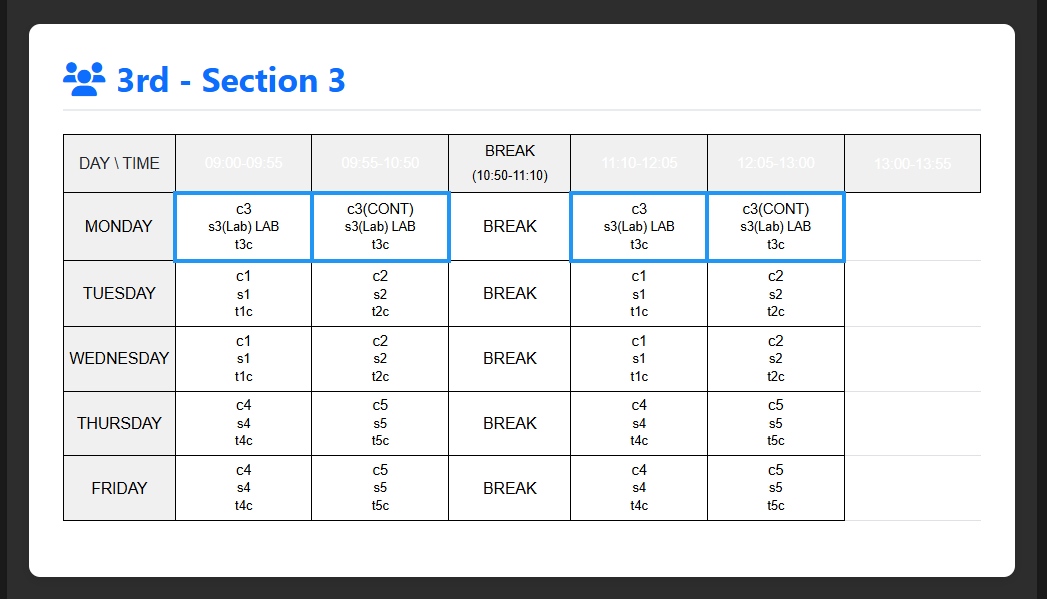 3rd - Section 3
DAY \ TIME 09:00-09:55 09:55-10:50 BREAK (10:50-11:10) 11:10-12:05 12:05-13:00 13:00-13:55
MONDAY c3 c3(CONT) BREAK c3 c3(CONT)
s3(Lab) LAB s3(Lab) LAB s3(Lab) LAB s3(Lab) LAB
t3c t3c t3c t3c
TUESDAY c1 c2 BREAK c1 c2
s1 s2 s1 s2
t1c t2c t1c t2c
WEDNESDAY c1 c2 BREAK c1 c2
s1 s2 s1 s2
t1c t2c t1c t2c
THURSDAY c4 c5 BREAK c4 c5
s4 s5 s4 s5
t4c t5c t4c t5c
FRIDAY c4 c5 BREAK c4 c5
s4 s5 s4 s5
t4c t5c t4c t5c